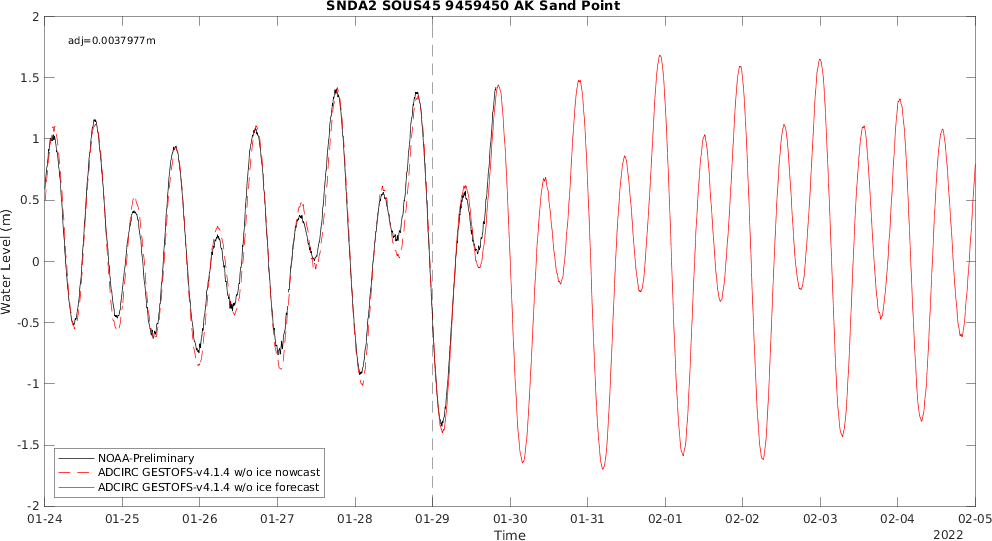 SNDA2 SOUS45 9459450 AK Sand Point
adj=0.0037977m
2
1.5
1
0.5
0
-0.5
-1
-1.5
-2
Water Level (m)
NOAA-Preliminary
ADCIRC GESTOFS-v4.1.4 w/o ice nowcast
ADCIRC GESTOFS-v4.1.4 w/o ice forecast
01-24 01-25 01-26 01-27 01-28 01-29 01-30 01-31 02-01 02-02 02-03 02-04 02-05
Time
2022